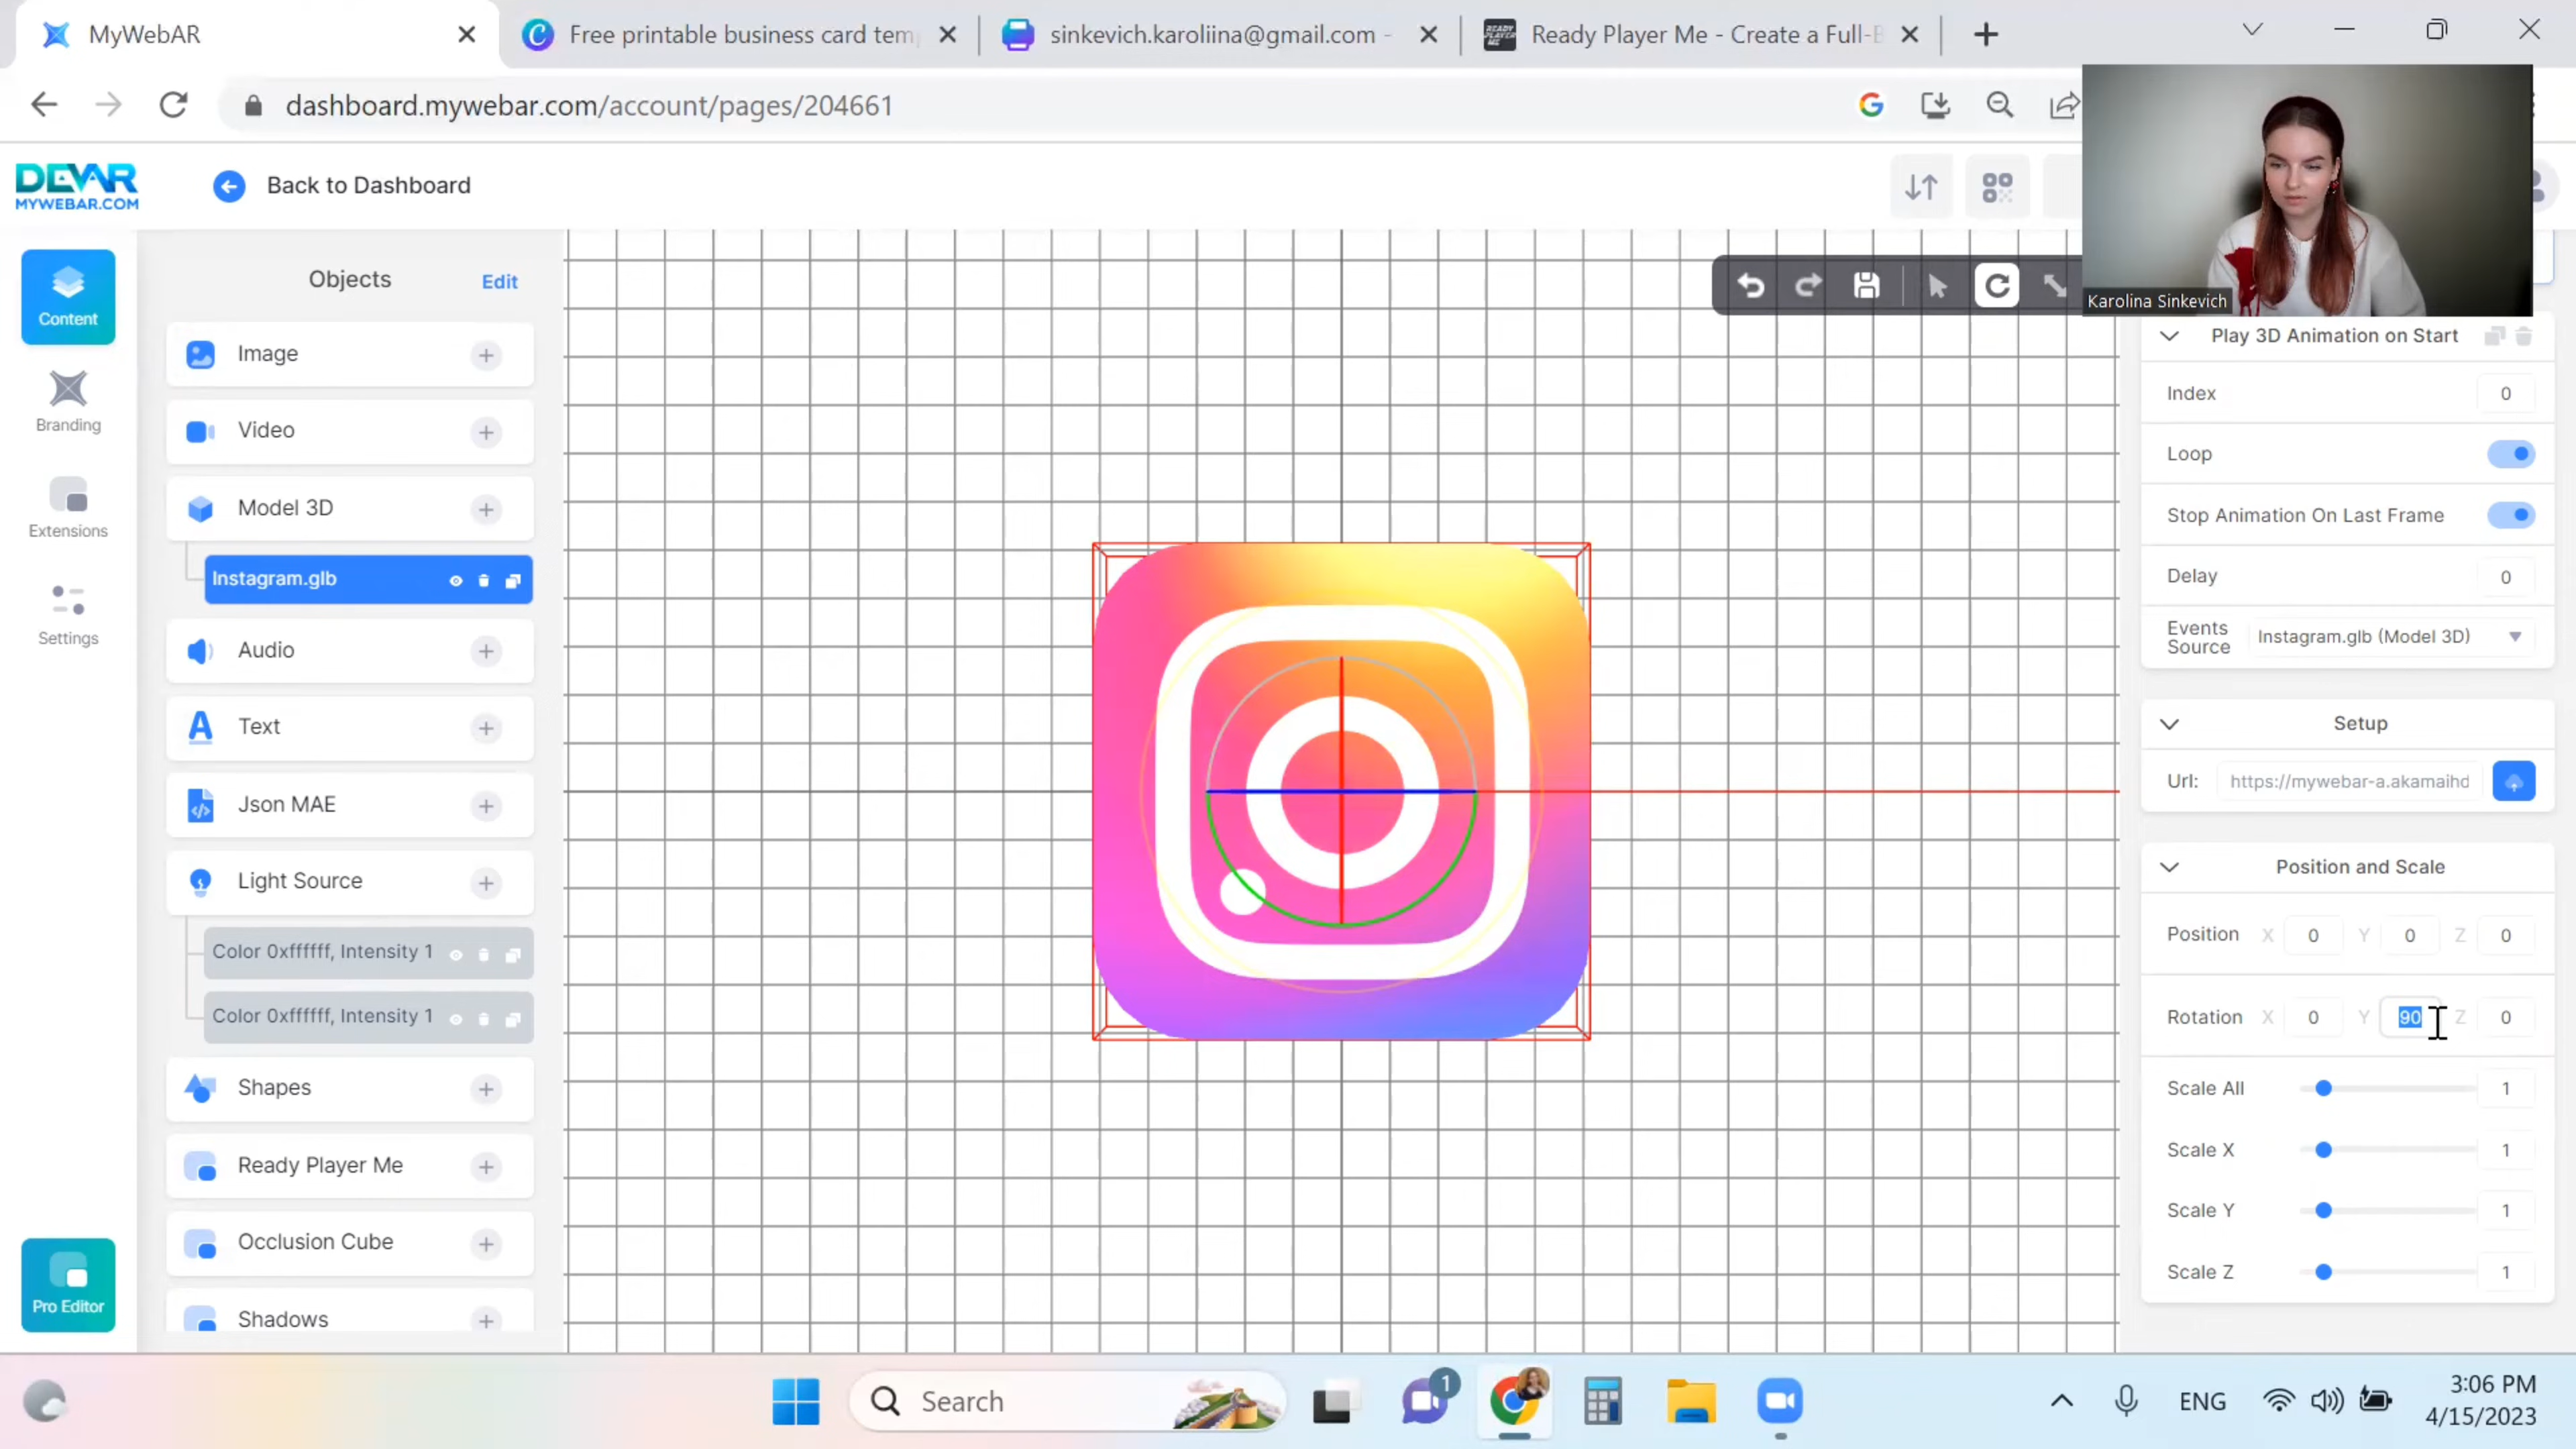 MyWebAR
Free printable business card temp
sinkevich.karoliina@gmail.com -
Ready Player Me - Create a Full-B
dashboard.mywebar.com/account/pages/204661
DEVAR
MYWEBAR.COM
Back to Dashboard
Karolina Sinkevich
Content
Branding
Extensions
Settings
Pro Editor
Objects
Edit
Image
Video
Model 3D
Instagram.glb
Audio
Text
Json MAE
Light Source
Color 0xffffff, Intensity 1
Color 0xffffff, Intensity 1
Shapes
Ready Player Me
Occlusion Cube
Shadows
Play 3D Animation on Start
Index 0
Loop
Stop Animation On Last Frame
Delay 0
Events Source Instagram.glb (Model 3D)
Setup
Url: https://mywebar-a.akamaihd
Position and Scale
Position X 0 Y 0 Z 0
Rotation X 0 Y 90 Z 0
Scale All 1
Scale X 1
Scale Y 1
Scale Z 1
Search
1
ENG
3:06 PM
4/15/2023